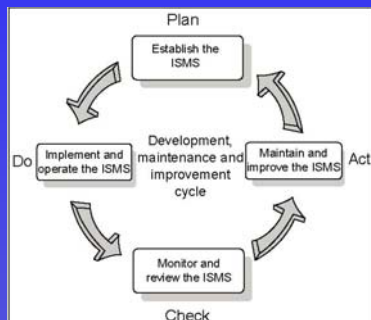 Plan
Establish the
ISMS
Do
Implement and
operate the ISMS
Development,
maintenance and
improvement
cycle
Maintain and
improve the ISMS
Act
Monitor and
review the ISMS
Check